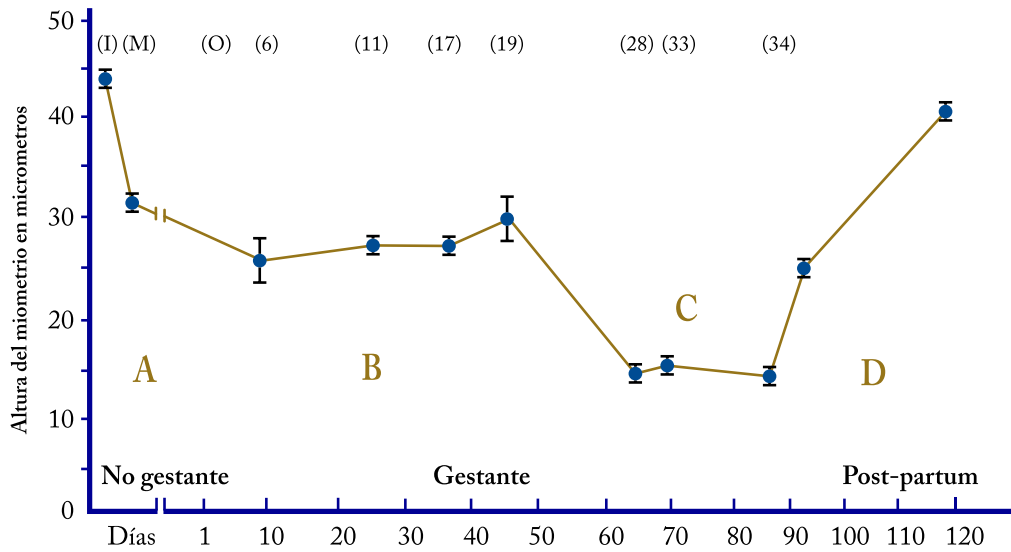 50
(I) (M) (O) (6) (11) (17) (19) (28) (33) (34)
40
30
20
10
0
Altura del miometrio en micrometros
A
B
C
D
No gestante
Gestante
Post-partum
Días 1 10 20 30 40 50 60 70 80 90 100 110 120